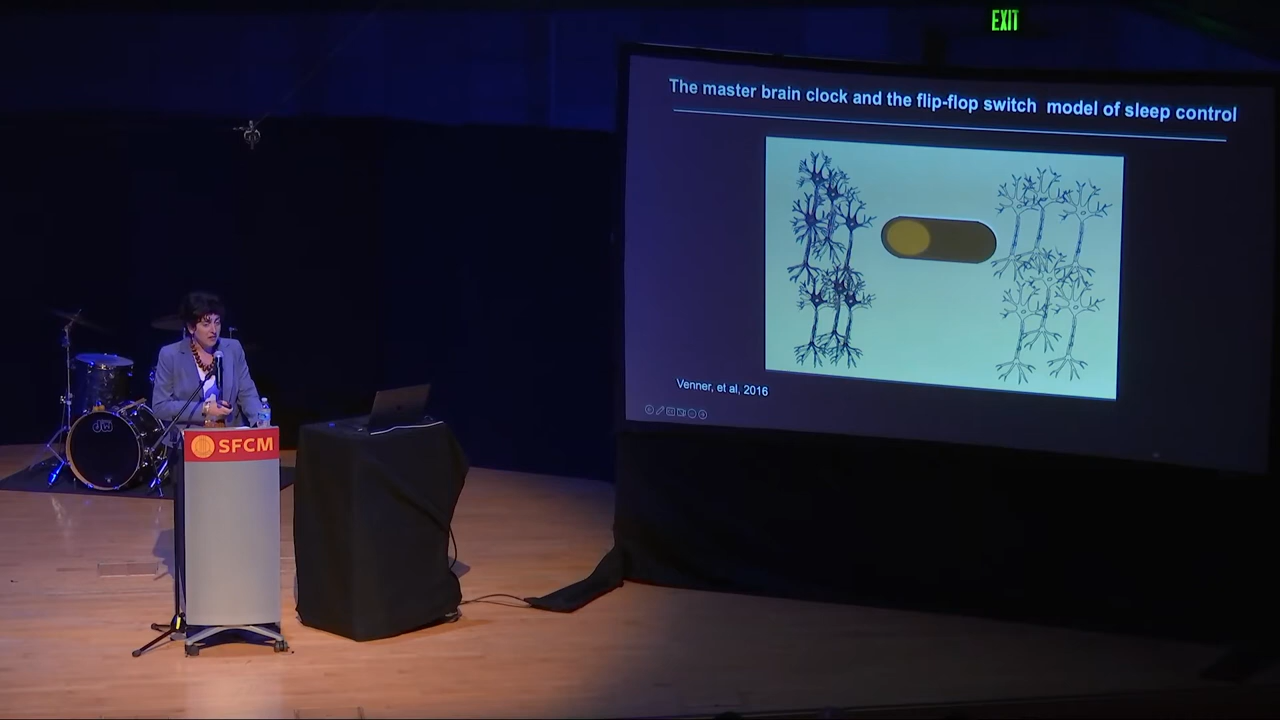 EXIT
The master brain clock and the flip-flop switch model of sleep control
Venner, et al, 2016
SFCM
dw